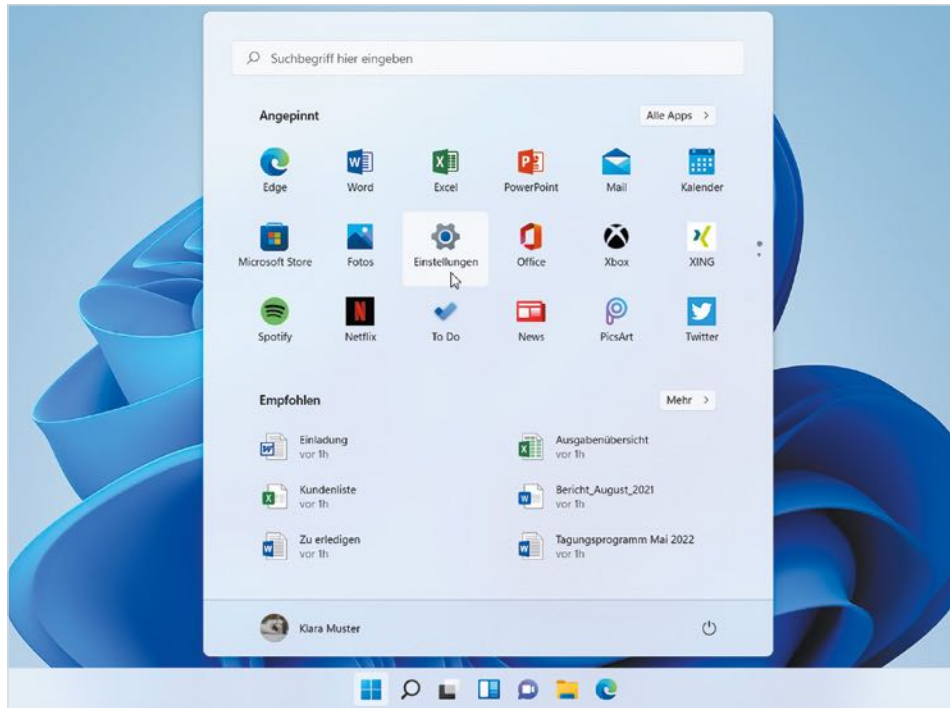 Suchbegriff hier eingeben
Angepinnt
Alle Apps
Edge
Word
Excel
PowerPoint
Mail
Kalender
Microsoft Store
Fotos
Einstellungen
Office
Xbox
XING
Spotify
Netflix
To Do
News
PicsArt
Twitter
Empfohlen
Mehr
Einladung
vor 1h
Ausgabenübersicht
vor 1h
Kundenliste
vor 1h
Bericht_August_2021
vor 1h
Zu erledigen
vor 1h
Tagungsprogramm Mai 2022
vor 1h
Klara Muster